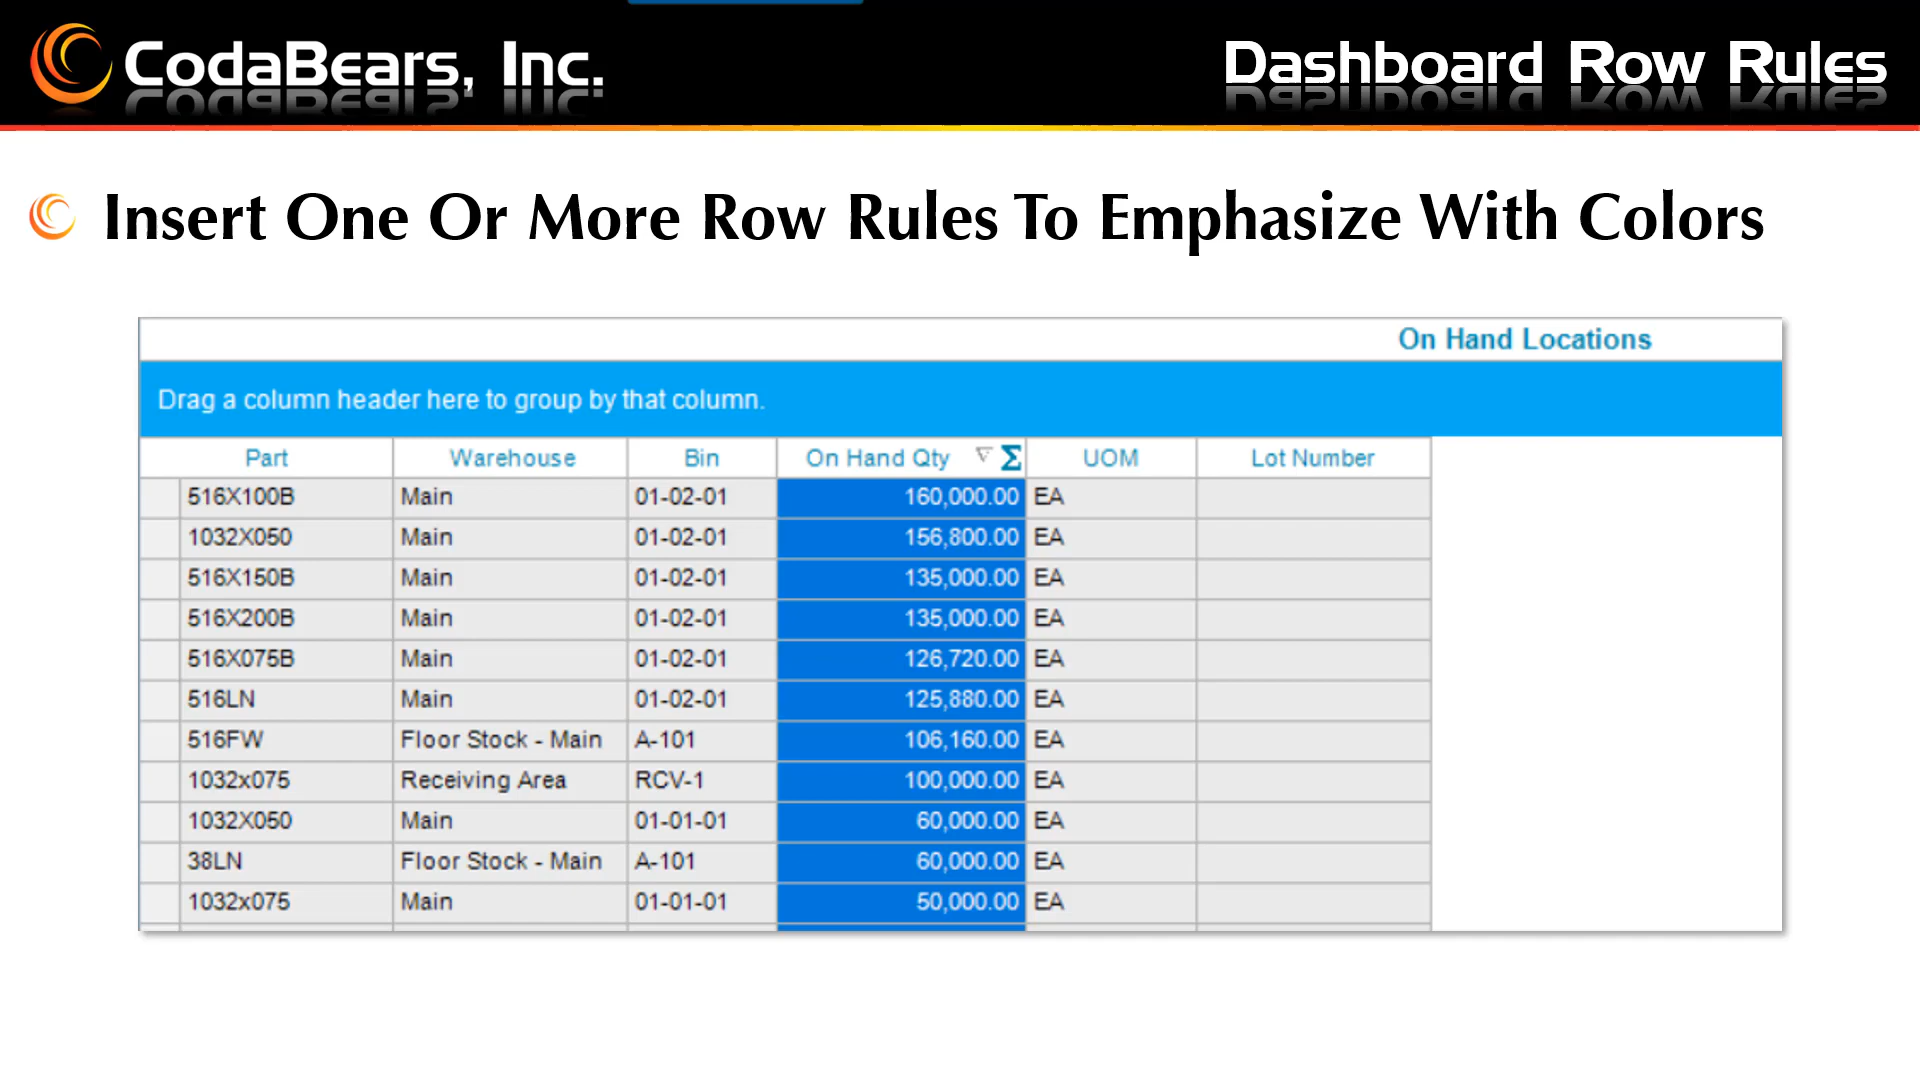 CodaBears, Inc.
Dashboard Row Rules
Insert One Or More Row Rules To Emphasize With Colors
On Hand Locations
Drag a column header here to group by that column.
Part Warehouse Bin On Hand Qty Σ UOM Lot Number
516X100B Main 01-02-01 160,000.00 EA
1032X050 Main 01-02-01 156,800.00 EA
516X150B Main 01-02-01 135,000.00 EA
516X200B Main 01-02-01 135,000.00 EA
516X075B Main 01-02-01 126,720.00 EA
516LN Main 01-02-01 125,880.00 EA
516FW Floor Stock - Main A-101 106,160.00 EA
1032x075 Receiving Area RCV-1 100,000.00 EA
1032X050 Main 01-01-01 60,000.00 EA
38LN Floor Stock - Main A-101 60,000.00 EA
1032x075 Main 01-01-01 50,000.00 EA